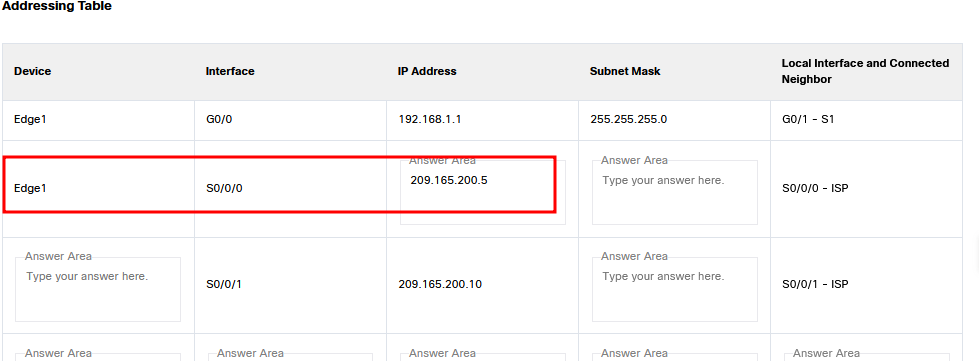 Addressing Table
Device Interface IP Address Subnet Mask Local Interface and Connected
Neighbor
Edge1 G0/0 192.168.1.1 255.255.255.0 G0/1 - S1
Answer Area Answer Area
209.165.200.5 Type your answer here.
Edge1 S0/0/0 S0/0/0 - ISP
Answer Area Answer Area
Type your answer here. Type your answer here.
S0/0/1 209.165.200.10 S0/0/1 - ISP
Answer Area Answer Area Answer Area Answer Area Answer Area